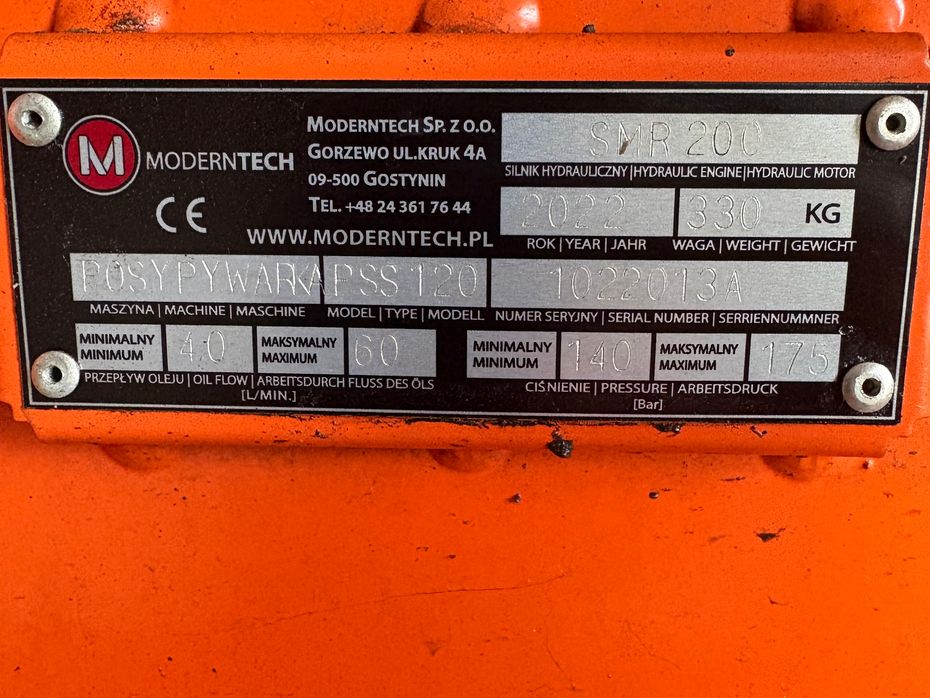 M MODERNTECH
CE
MODERNTECH SP. Z O.O.
GORZEWO UL.KRUK 4A
09-500 GOSTYNIN
TEL. +48 24 361 76 44
WWW.MODERNTECH.PL
SMR 200
SILNIK HYDRAULICZNY | HYDRAULIC ENGINE | HYDRAULIC MOTOR
2022 330 KG
ROK | YEAR | JAHR WAGA | WEIGHT | GEWICHT
POSYPYWARKA PSS 120 1022013A
MASZYNA | MACHINE | MASCHINE MODEL | TYPE | MODELL NUMER SERYJNY | SERIAL NUMBER | SERRIENNUMMNER
MINIMALNY MINIMUM 40 MAKSYMALNY MAXIMUM 60 MINIMALNY MINIMUM 140 MAKSYMALNY MAXIMUM 175
PRZEPŁYW OLEJU | OIL FLOW | ARBEITSDURCH FLUSS DES ÖLS CIŚNIENIE | PRESSURE | ARBEITSDRUCK
[L/MIN.] [Bar]